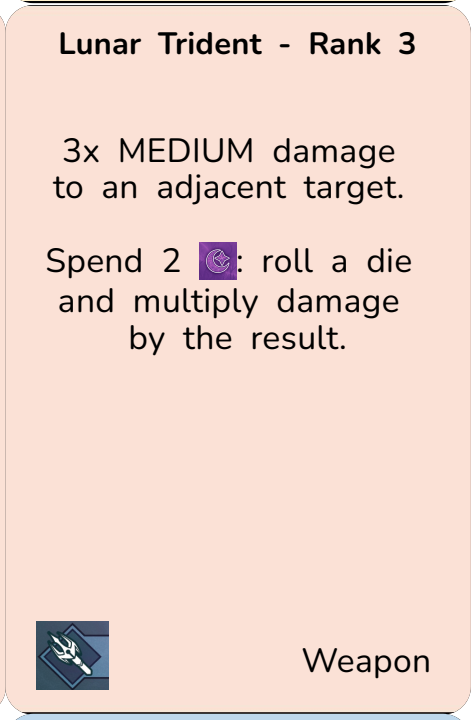 Lunar Trident - Rank 3
3x MEDIUM damage
to an adjacent target.
Spend 2 : roll a die
and multiply damage
by the result.
Weapon